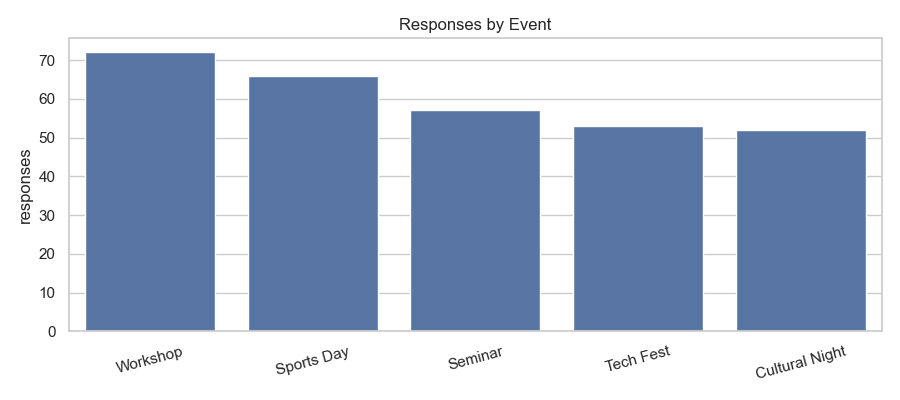 Responses by Event
responses
70
60
50
40
30
20
10
0
Workshop
Sports Day
Seminar
Tech Fest
Cultural Night